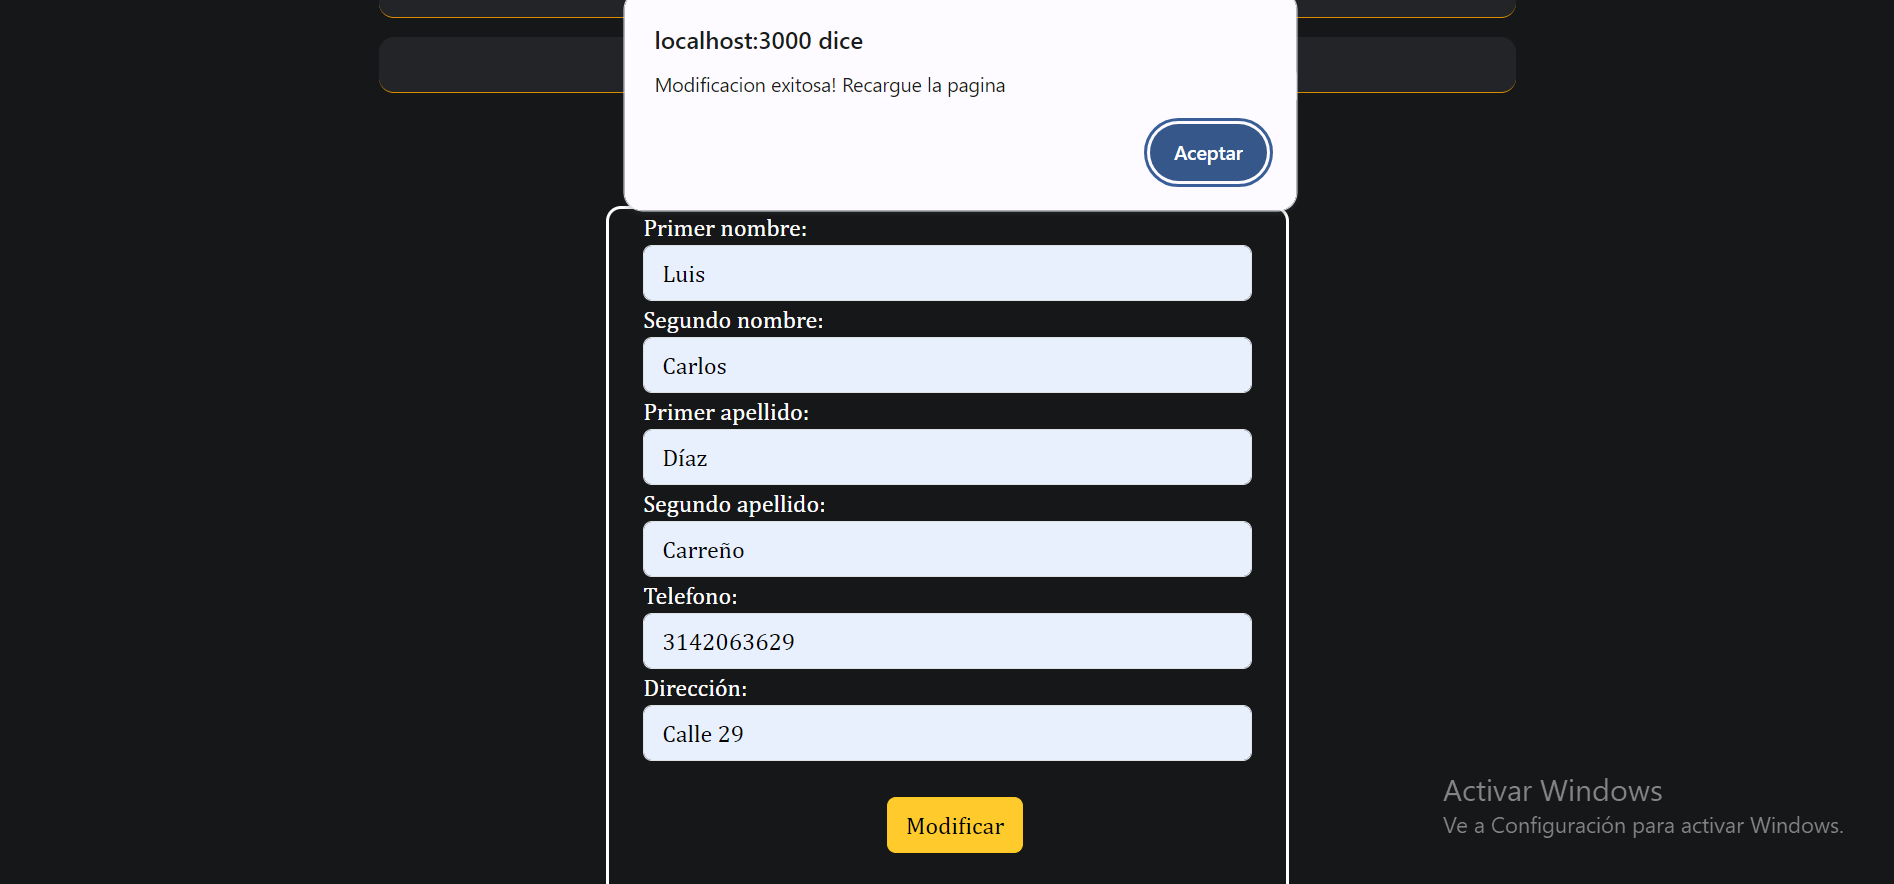 localhost:3000 dice
Modificacion exitosa! Recargue la pagina
Aceptar
Primer nombre:
Luis
Segundo nombre:
Carlos
Primer apellido:
Díaz
Segundo apellido:
Carreño
Telefono:
3142063629
Dirección:
Calle 29
Modificar
Activar Windows
Ve a Configuración para activar Windows.